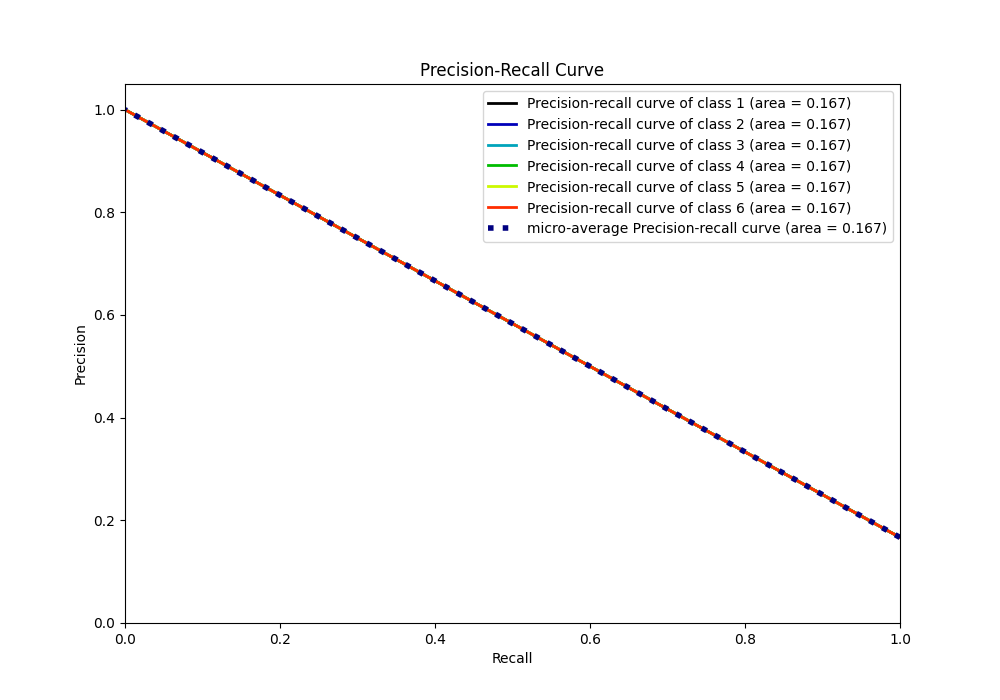 Precision-Recall Curve
Precision-recall curve of class 1 (area = 0.167)
Precision-recall curve of class 2 (area = 0.167)
Precision-recall curve of class 3 (area = 0.167)
Precision-recall curve of class 4 (area = 0.167)
Precision-recall curve of class 5 (area = 0.167)
Precision-recall curve of class 6 (area = 0.167)
micro-average Precision-recall curve (area = 0.167)
1.0
0.8
0.6
0.4
0.2
0.0
Precision
0.0 0.2 0.4 0.6 0.8 1.0
Recall